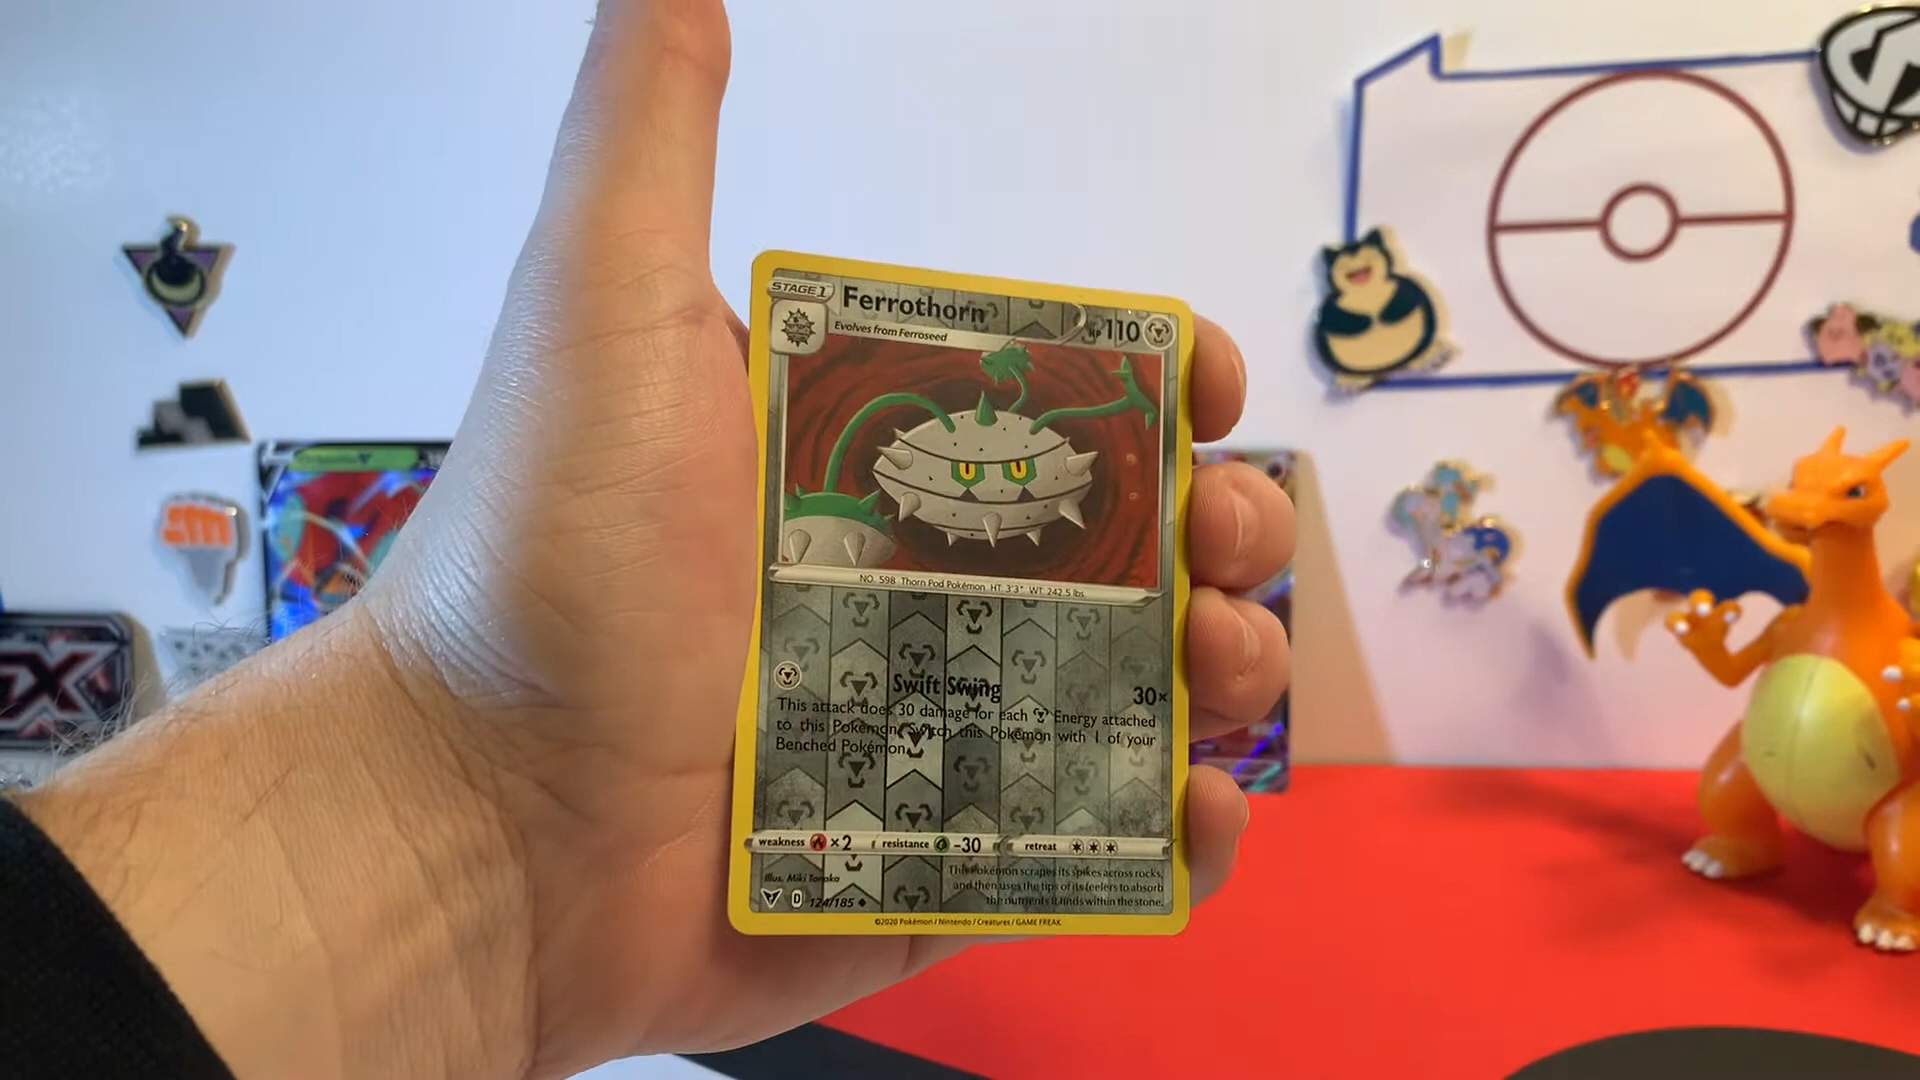 STAGE 1
Ferrothorn
HP 110
Evolves from Ferroseed
NO. 598 Thorn Pod Pokémon HT. 3'3" WT. 242.5 lbs.
Swift Swing 30×
This attack does 30 damage for each Energy attached
to this Pokémon. Switch this Pokémon with 1 of your
Benched Pokémon.
weakness ×2 resistance -30 retreat
Illus. Miki Tanaka
This Pokémon scrapes its spikes across rocks,
and then uses the tips of its feelers to absorb
the nutrients it finds within the stone.
D 124/185
©2020 Pokémon / Nintendo / Creatures / GAME FREAK
GX